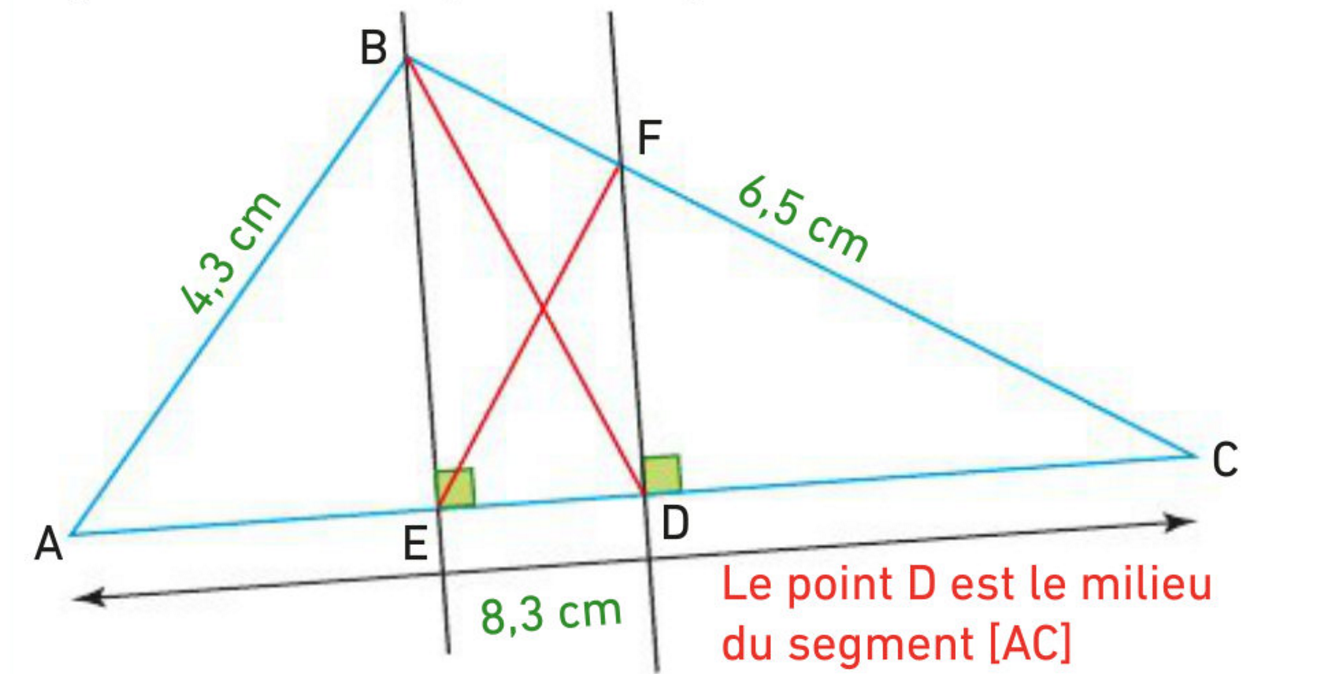 B
F
4,3 cm
6,5 cm
A
E
D
C
8,3 cm
Le point D est le milieu
du segment [AC]